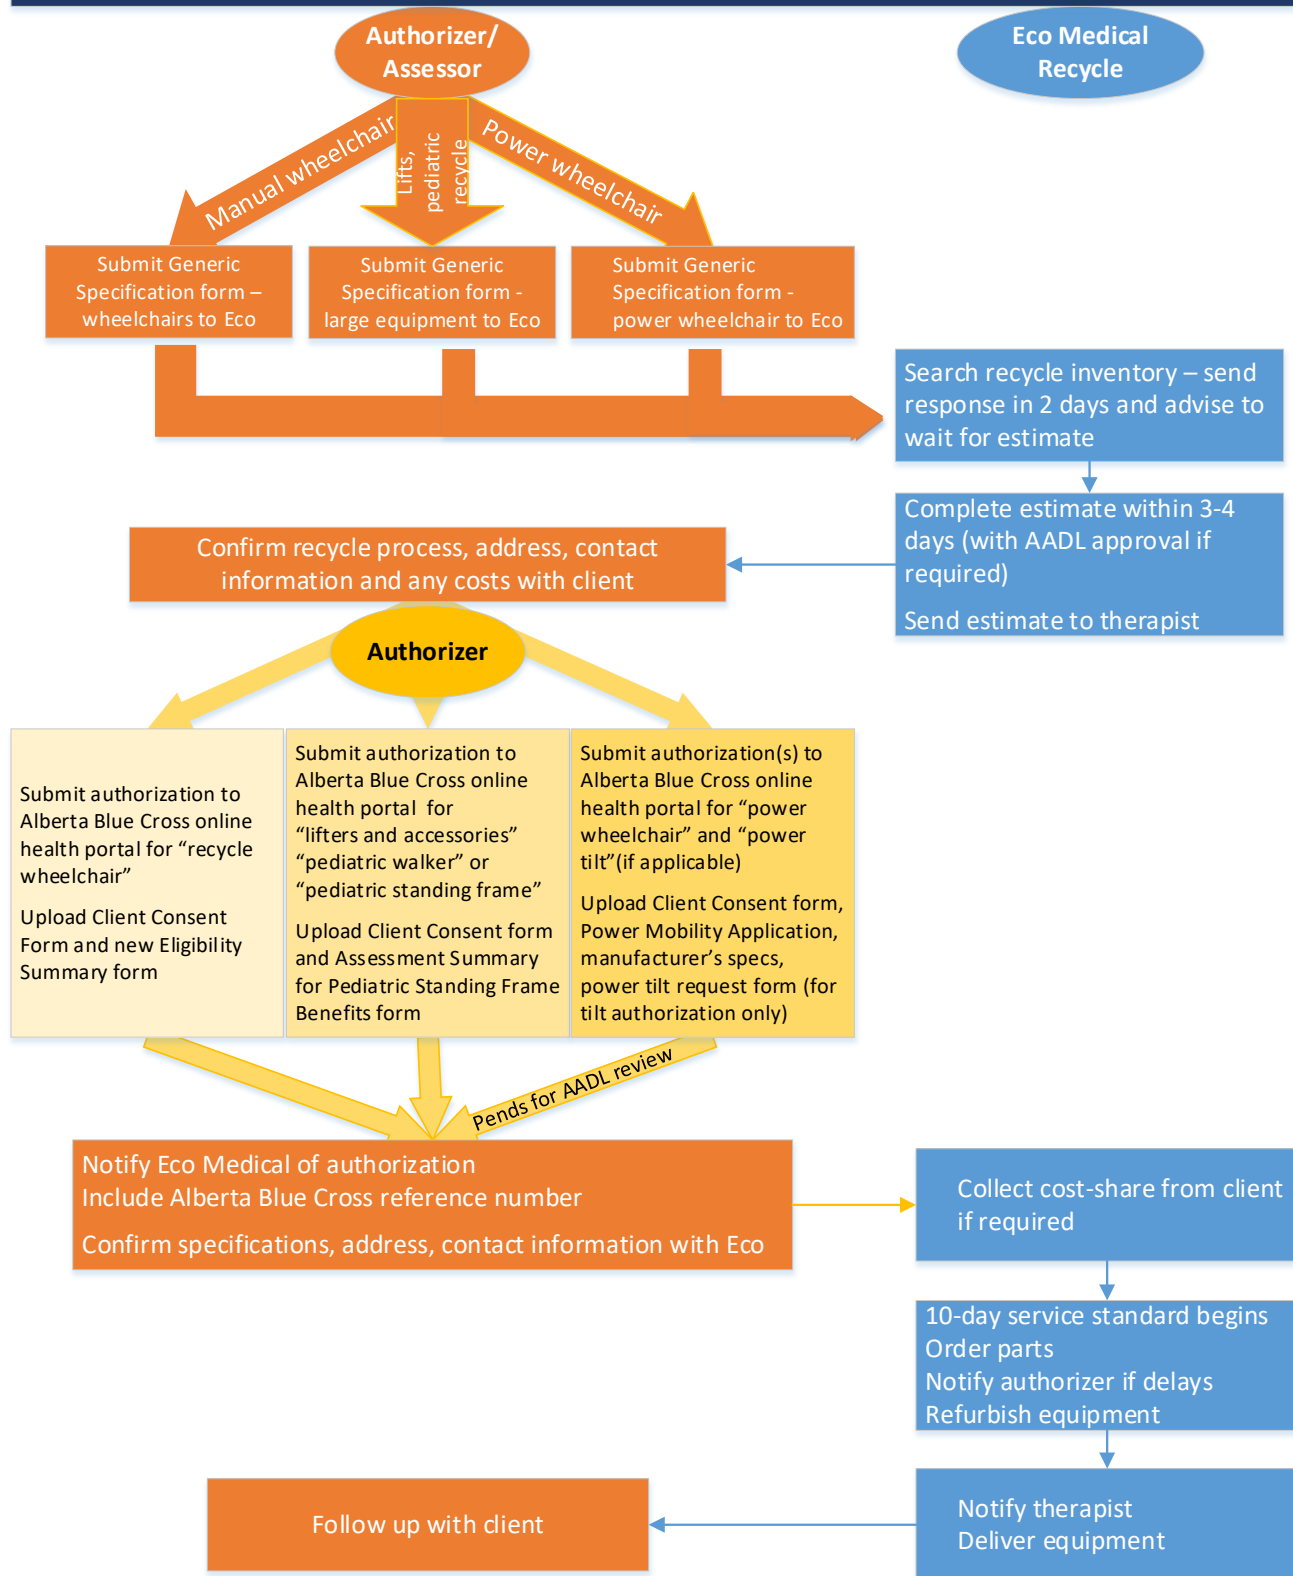 Authorizer/
Assessor
Eco Medical
Recycle
Manual wheelchair
Lifts,
pediatric
recycle
Power wheelchair
Submit Generic
Specification form –
wheelchairs to Eco
Submit Generic
Specification form -
large equipment to Eco
Submit Generic
Specification form -
power wheelchair to Eco
Search recycle inventory – send
response in 2 days and advise to
wait for estimate
Complete estimate within 3-4
days (with AADL approval if
required)
Send estimate to therapist
Confirm recycle process, address, contact
information and any costs with client
Authorizer
Submit authorization to
Alberta Blue Cross online
health portal for “recycle
wheelchair”
Upload Client Consent
Form and new Eligibility
Summary form
Submit authorization to
Alberta Blue Cross online
health portal  for
“lifters and accessories”
“pediatric walker” or
“pediatric standing frame”
Upload Client Consent form
and Assessment Summary
for Pediatric Standing Frame
Benefits form
Submit authorization(s) to
Alberta Blue Cross online
health portal for “power
wheelchair” and “power
tilt”(if applicable)
Upload Client Consent form,
Power Mobility Application,
manufacturer’s specs,
power tilt request form (for
tilt authorization only)
Pends for AADL review
Notify Eco Medical of authorization
Include Alberta Blue Cross reference number
Confirm specifications, address, contact information with Eco
Collect cost-share from client
if required
10-day service standard begins
Order parts
Notify authorizer if delays
Refurbish equipment
Notify therapist
Deliver equipment
Follow up with client